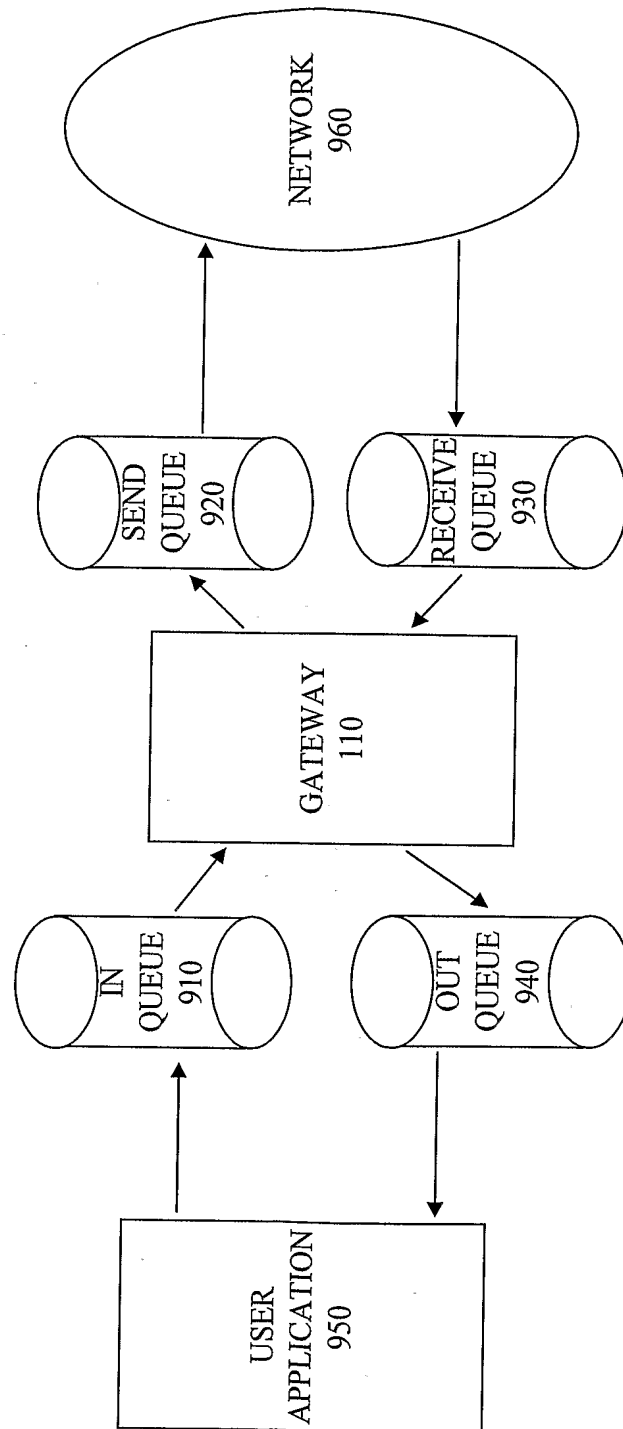 USER
APPLICATION
950
IN
QUEUE
910
OUT
QUEUE
940
GATEWAY
110
SEND
QUEUE
920
RECEIVE
QUEUE
930
NETWORK
960